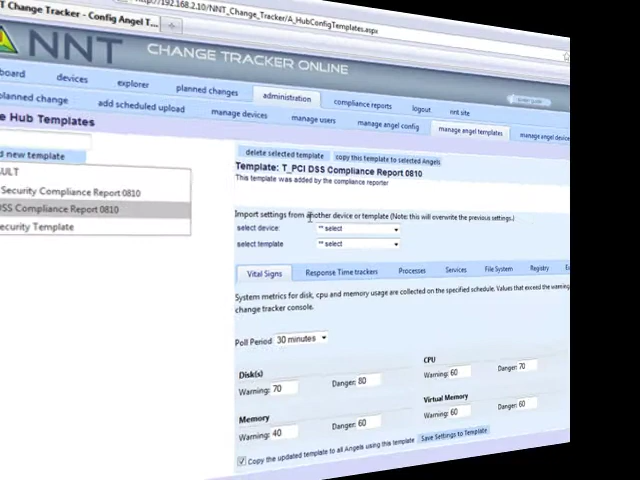 T Change Tracker - Config Angel T...
http://192.168.2.10/NNT_Change_Tracker/A_HubConfigTemplates.aspx
NNT CHANGE TRACKER ONLINE
board devices explorer planned changes administration compliance reports logout nnt site
planned change add scheduled upload manage devices manage users manage angel config manage angel templates manage angel device
e Hub Templates
d new template
delete selected template copy this template to selected Angels
ULT
Security Compliance Report 0810
DSS Compliance Report 0810
ecurity Template
Template: T_PCI DSS Compliance Report 0810
This template was added by the compliance reporter
Import settings from another device or template (Note: this will overwrite the previous settings.)
select device: ** select
select template ** select
Vital Signs Response Time trackers Processes Services File System Registry
System metrics for disk, cpu and memory usage are collected on the specified schedule. Values that exceed the warning
change tracker console.
Poll Period 30 minutes
Disk(s)
Warning: 70 Danger: 80
CPU
Warning: 60 Danger: 70
Memory
Warning: 40 Danger: 60
Virtual Memory
Warning: 60 Danger: 60
Copy the updated template to all Angels using this template Save Settings to Template